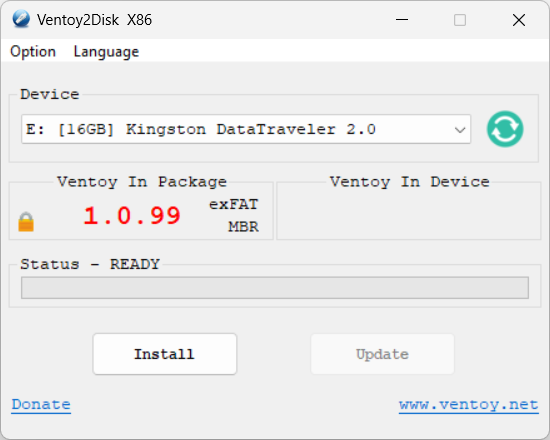 Ventoy2Disk X86
Option Language
Device
E: [16GB] Kingston DataTraveler 2.0
Ventoy In Package
1.0.99
exFAT
MBR
Ventoy In Device
Status - READY
Install Update
Donate www.ventoy.net